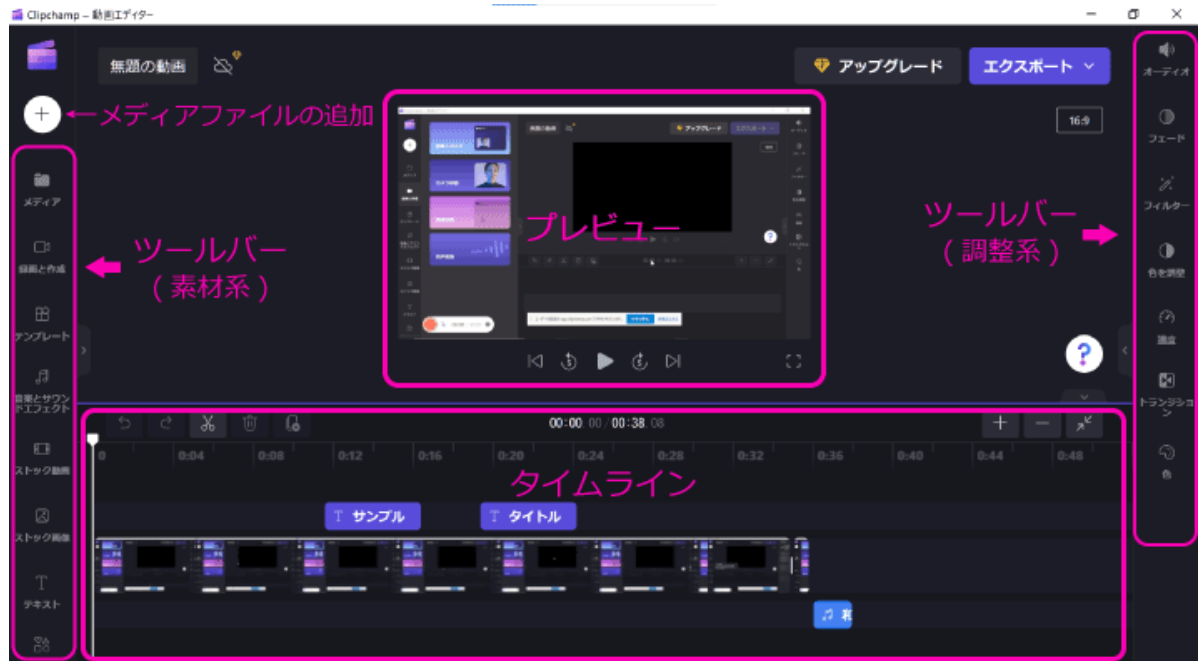 Clipchamp – 動画エディター
無題の動画
アップグレード
エクスポート
メディアファイルの追加
16:9
メディア
録画と作成
テンプレート
音楽とサウン
ドエフェクト
ストック動画
ストック画像
テキスト
ツールバー
(素材系)
プレビュー
5
5
ツールバー
(調整系)
オーディオ
フェード
フィルター
色を調整
速度
トランジショ
ン
色
?
00:00.00 / 00:38.08
0
0:04
0:08
0:12
0:16
0:20
0:24
0:28
0:32
0:36
0:40
0:44
0:48
タイムライン
T サンプル
T タイトル